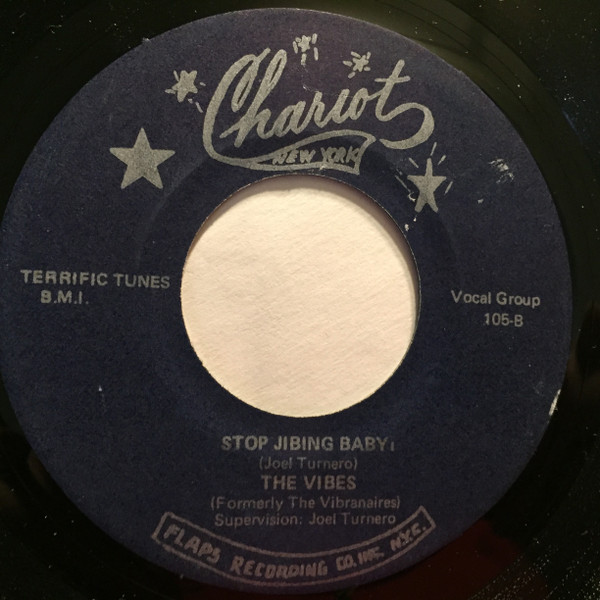 Chariot
NEW YORK
TERRIFIC TUNES
B.M.I.
Vocal Group
105-B
STOP JIBING BABY
(Joel Turnero)
THE VIBES
(Formerly The Vibranaires)
Supervision: Joel Turnero
FLAPS RECORDING CO. INC. N.Y.C.